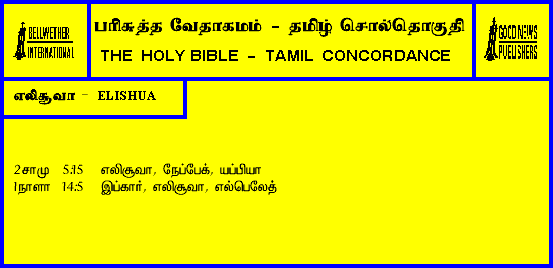 BELLWETHER
INTERNATIONAL
பரிசுத்த வேதாகமம் - தமிழ் சொல்தொகுதி
THE HOLY BIBLE - TAMIL CONCORDANCE
GOOD NEWS
PUBLISHERS
எலிசூவா - ELISHUA
2சாமு 5:15 எலிசூவா, நேப்பேக், யப்பியா
1நாளா 14:5 இப்கார், எலிசூவா, எல்பெலேத்